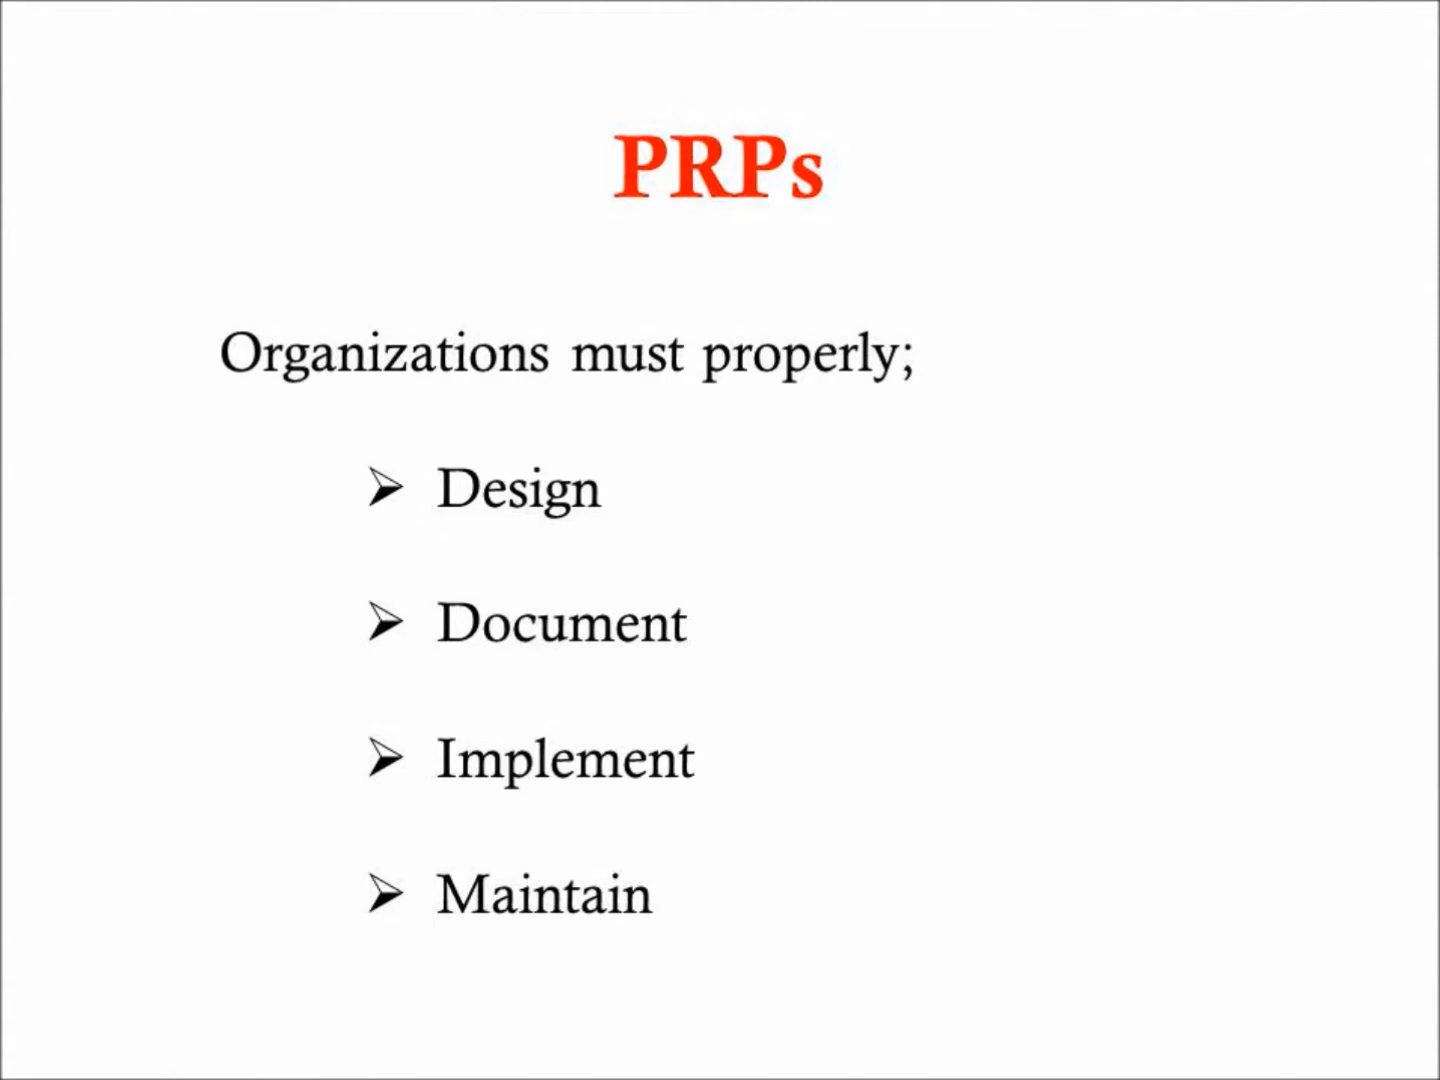 PRPs
Organizations must properly;
➢ Design
➢ Document
➢ Implement
➢ Maintain